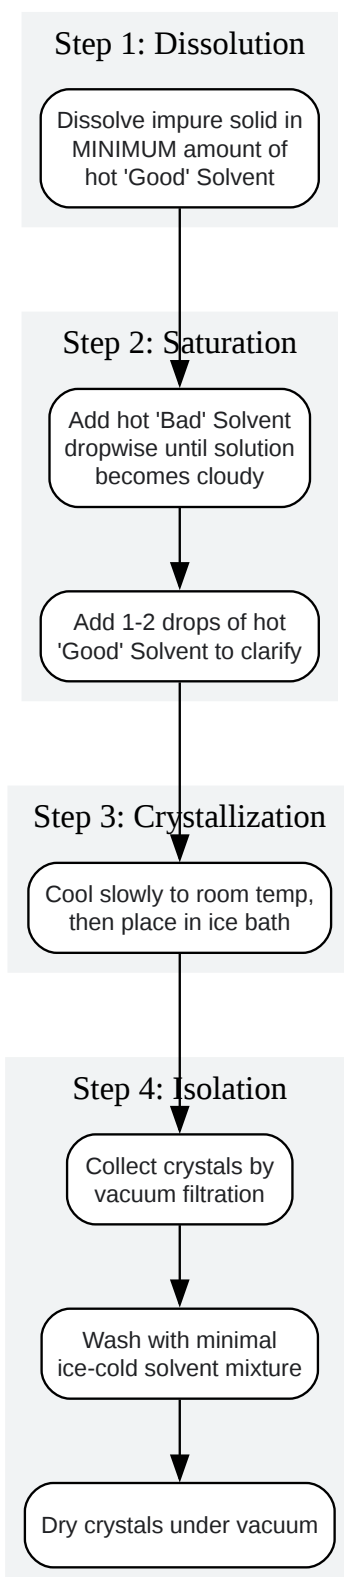 Step 1: Dissolution
Dissolve impure solid in
MINIMUM amount of
hot 'Good' Solvent
Step 2: Saturation
Add hot 'Bad' Solvent
dropwise until solution
becomes cloudy
Add 1-2 drops of hot
'Good' Solvent to clarify
Step 3: Crystallization
Cool slowly to room temp,
then place in ice bath
Step 4: Isolation
Collect crystals by
vacuum filtration
Wash with minimal
ice-cold solvent mixture
Dry crystals under vacuum